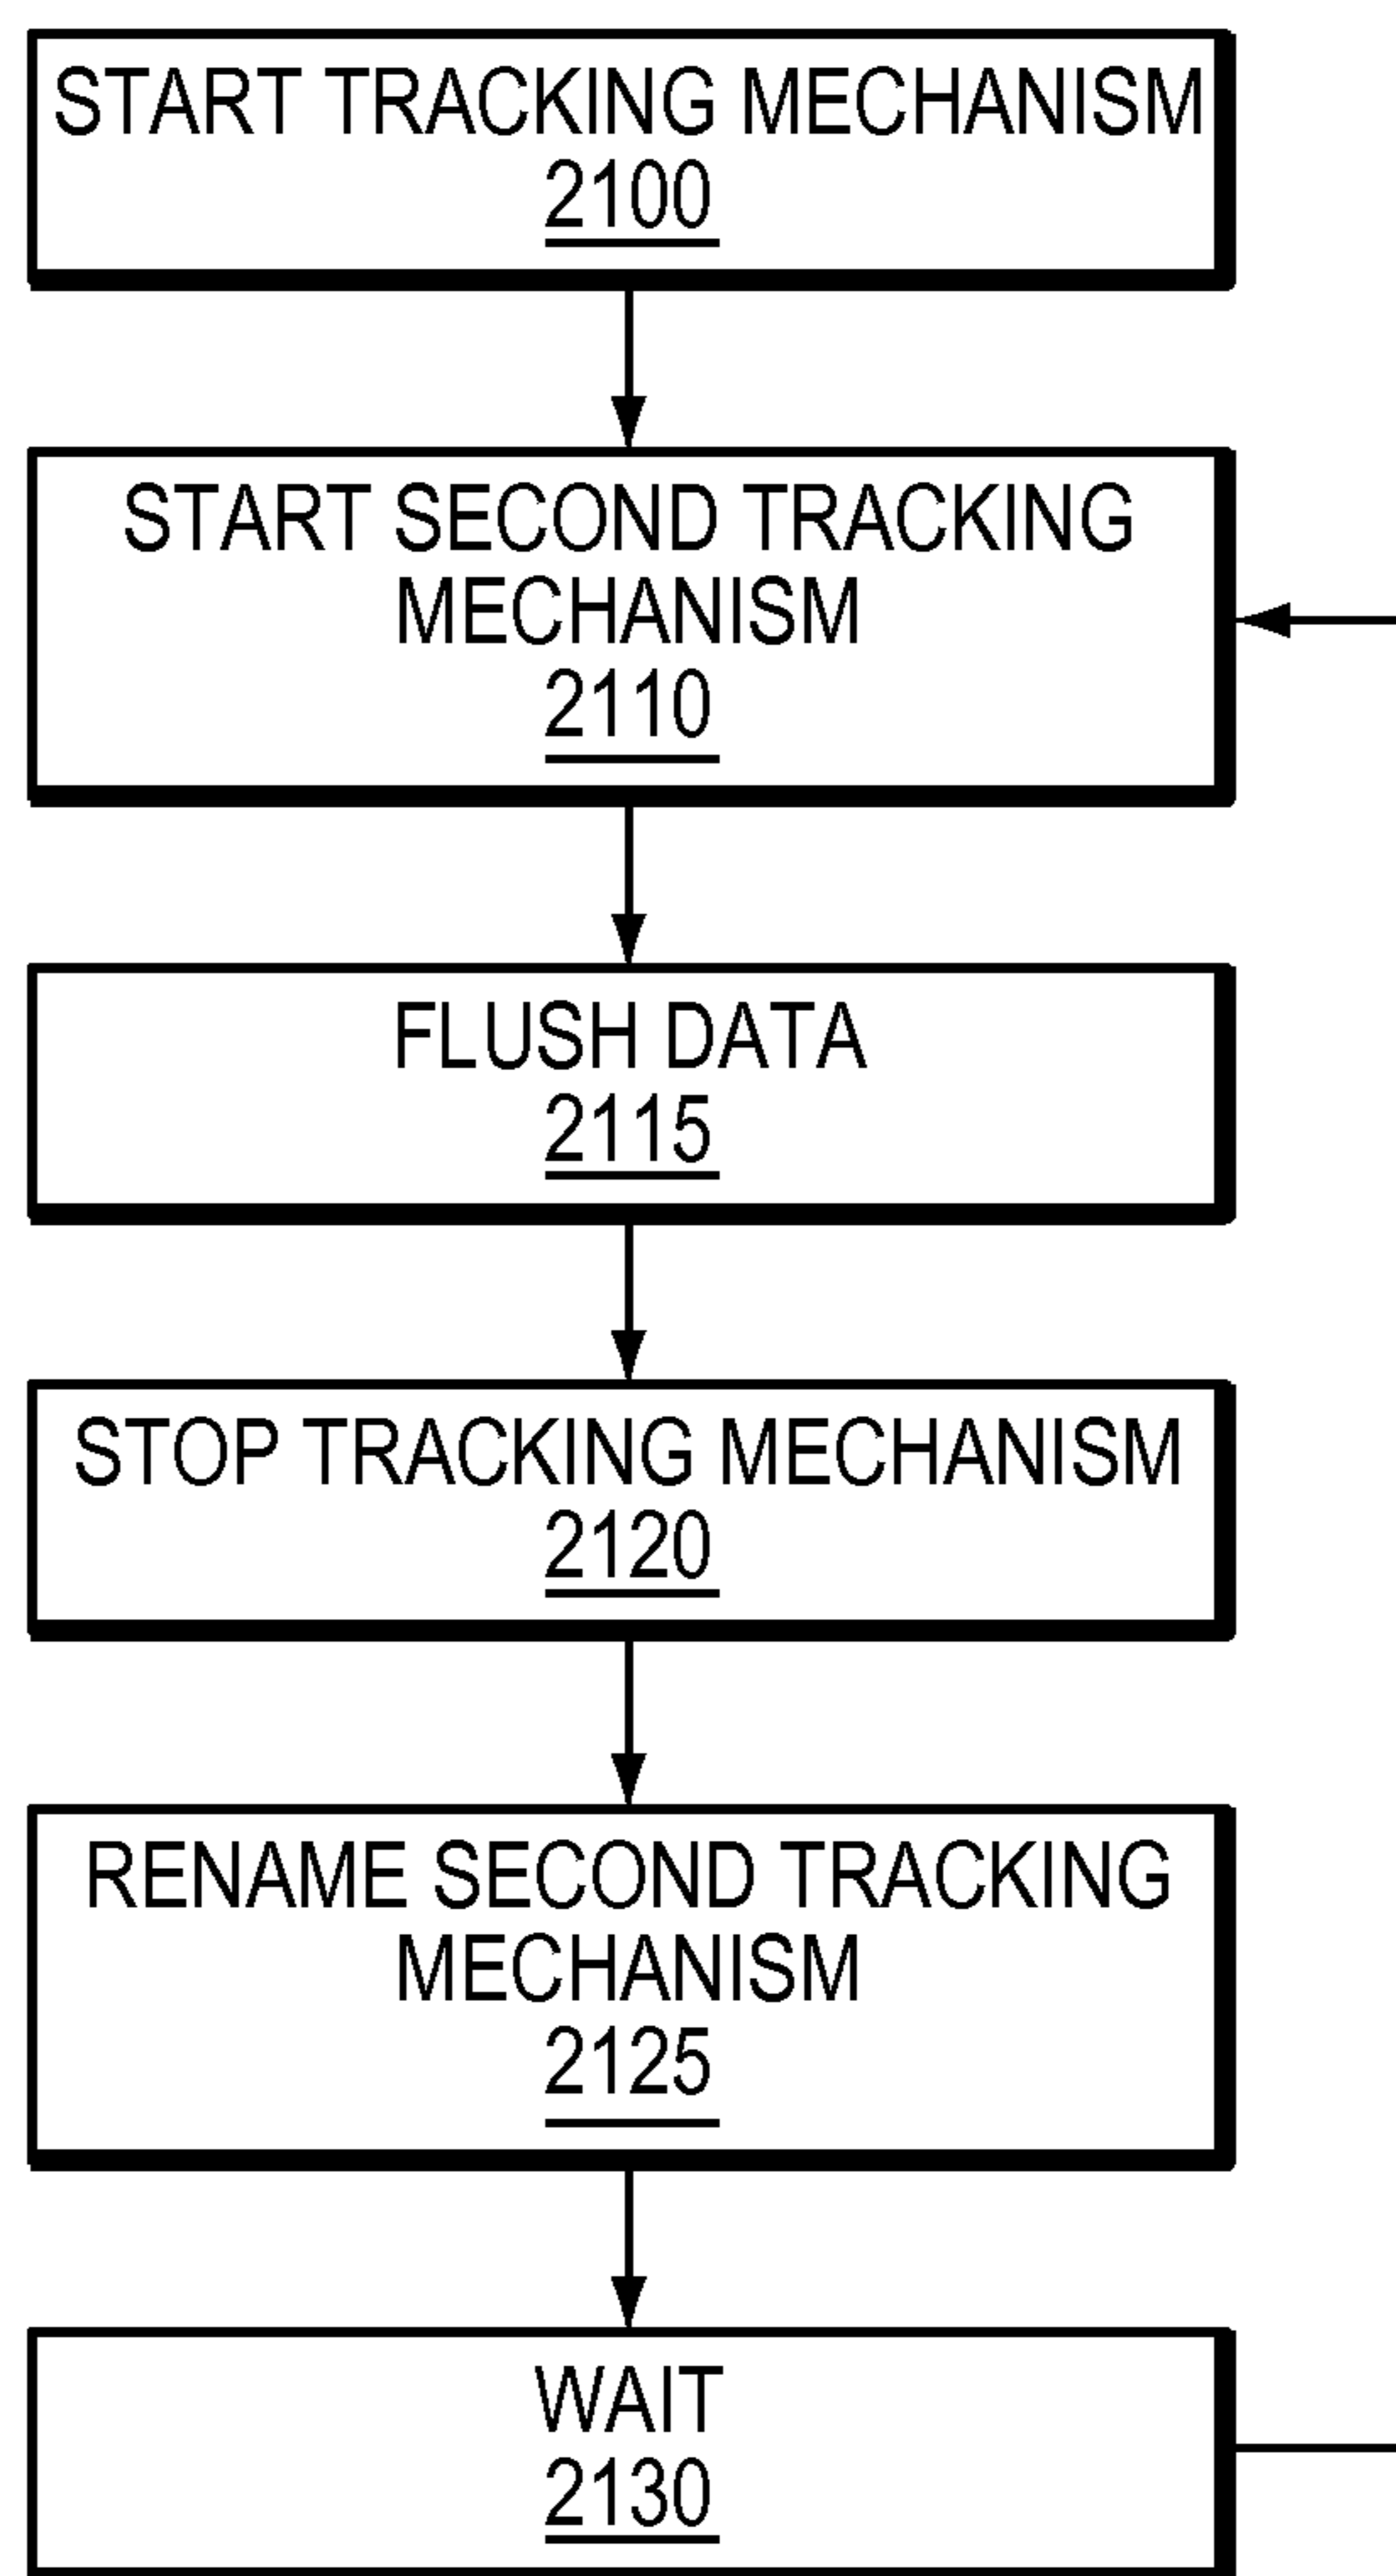 START TRACKING MECHANISM
2100
START SECOND TRACKING
MECHANISM
2110
FLUSH DATA
2115
STOP TRACKING MECHANISM
2120
RENAME SECOND TRACKING
MECHANISM
2125
WAIT
2130